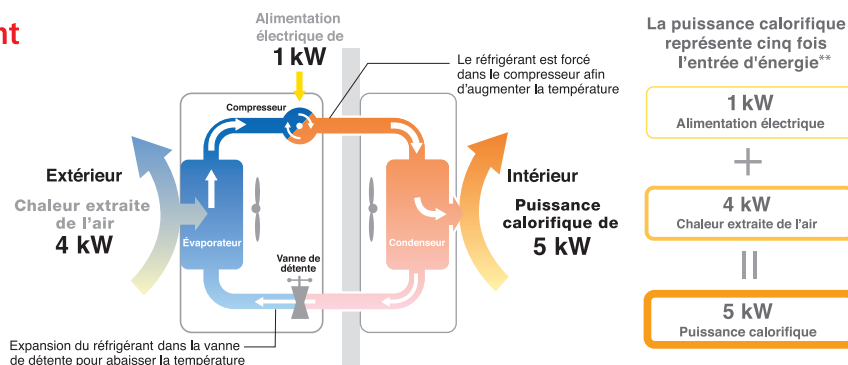 nt
Alimentation
électrique de
1 kW
Le réfrigérant est forcé
dans le compresseur afin
d'augmenter la température
Compresseur
Extérieur
Chaleur extraite
de l'air
4 kW
Évaporateur
Vanne de
détente
Condenseur
Intérieur
Puissance
calorifique de
5 kW
Expansion du réfrigérant dans la vanne
de détente pour abaisser la température
La puissance calorifique
représente cinq fois
l'entrée d'énergie**
1 kW
Alimentation électrique
+
4 kW
Chaleur extraite de l'air
=
5 kW
Puissance calorifique